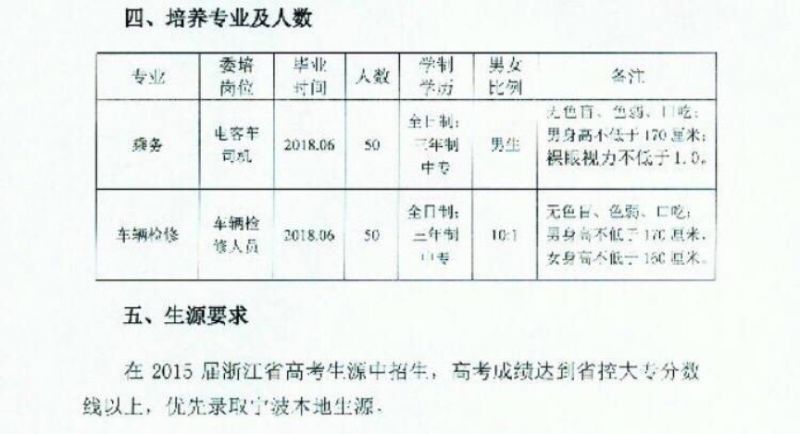 四、培养专业及人数
专业 委培岗位 毕业时间 人数 学制学历 男女比例 备注
乘务 电客车司机 2018.06 50 全日制；三年制中专 男生 无色盲、色弱、口吃；男身高不低于170厘米；裸眼视力不低于1.0。
车辆检修 车辆检修人员 2018.06 50 全日制；三年制中专 10:1 无色盲、色弱、口吃；男身高不低于170厘米，女身高不低于160厘米。
五、生源要求
在 2015 届浙江省高考生源中招生，高考成绩达到省控大专分数
线以上，优先录取宁波本地生源.